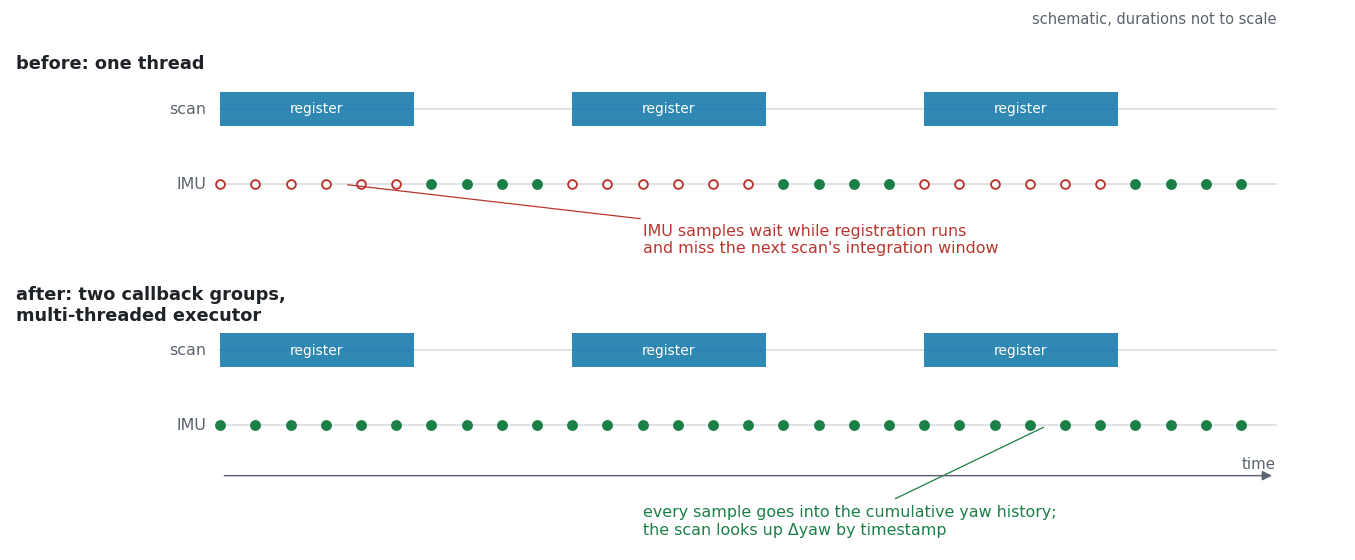 schematic, durations not to scale
before: one thread
scan
register
register
register
IMU
IMU samples wait while registration runs
and miss the next scan's integration window
after: two callback groups,
multi-threaded executor
scan
register
register
register
IMU
time
every sample goes into the cumulative yaw history;
the scan looks up Δyaw by timestamp